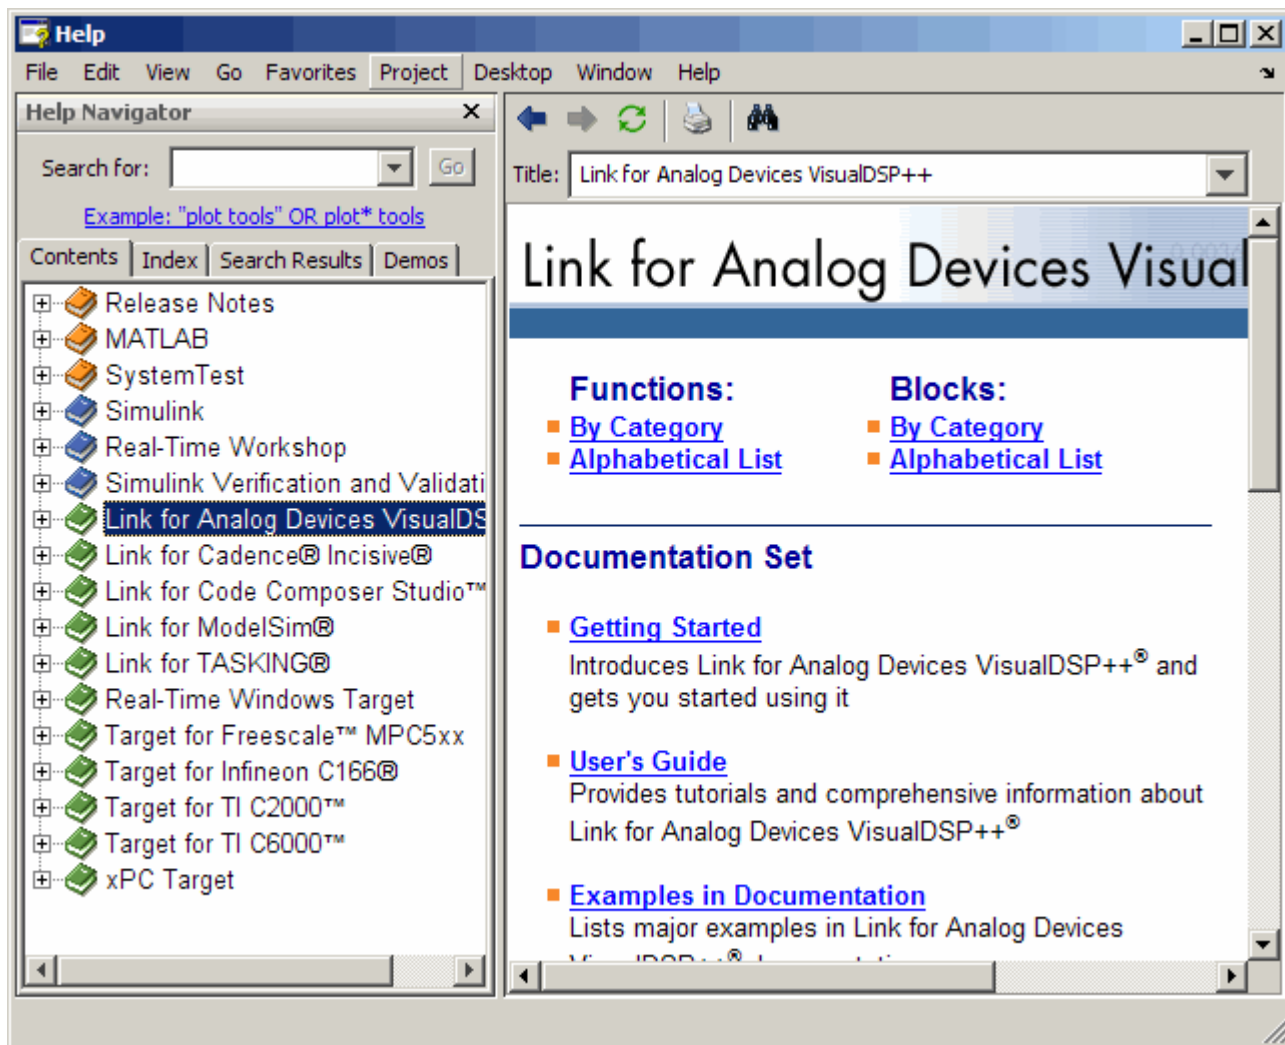 Help
File Edit View Go Favorites Project Desktop Window Help
Help Navigator
Search for: Go
Example: "plot tools" OR plot* tools
Contents Index Search Results Demos
Release Notes
MATLAB
SystemTest
Simulink
Real-Time Workshop
Simulink Verification and Validati
Link for Analog Devices VisualDS
Link for Cadence® Incisive®
Link for Code Composer Studio™
Link for ModelSim®
Link for TASKING®
Real-Time Windows Target
Target for Freescale™ MPC5xx
Target for Infineon C166®
Target for TI C2000™
Target for TI C6000™
xPC Target
Title: Link for Analog Devices VisualDSP++
Link for Analog Devices Visual
Functions:
By Category
Alphabetical List
Blocks:
By Category
Alphabetical List
Documentation Set
Getting Started
Introduces Link for Analog Devices VisualDSP++® and
gets you started using it
User's Guide
Provides tutorials and comprehensive information about
Link for Analog Devices VisualDSP++®
Examples in Documentation
Lists major examples in Link for Analog Devices